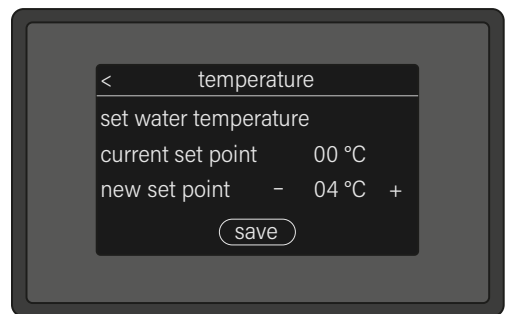 < temperature
set water temperature
current set point 00 °C
new set point - 04 °C +
save